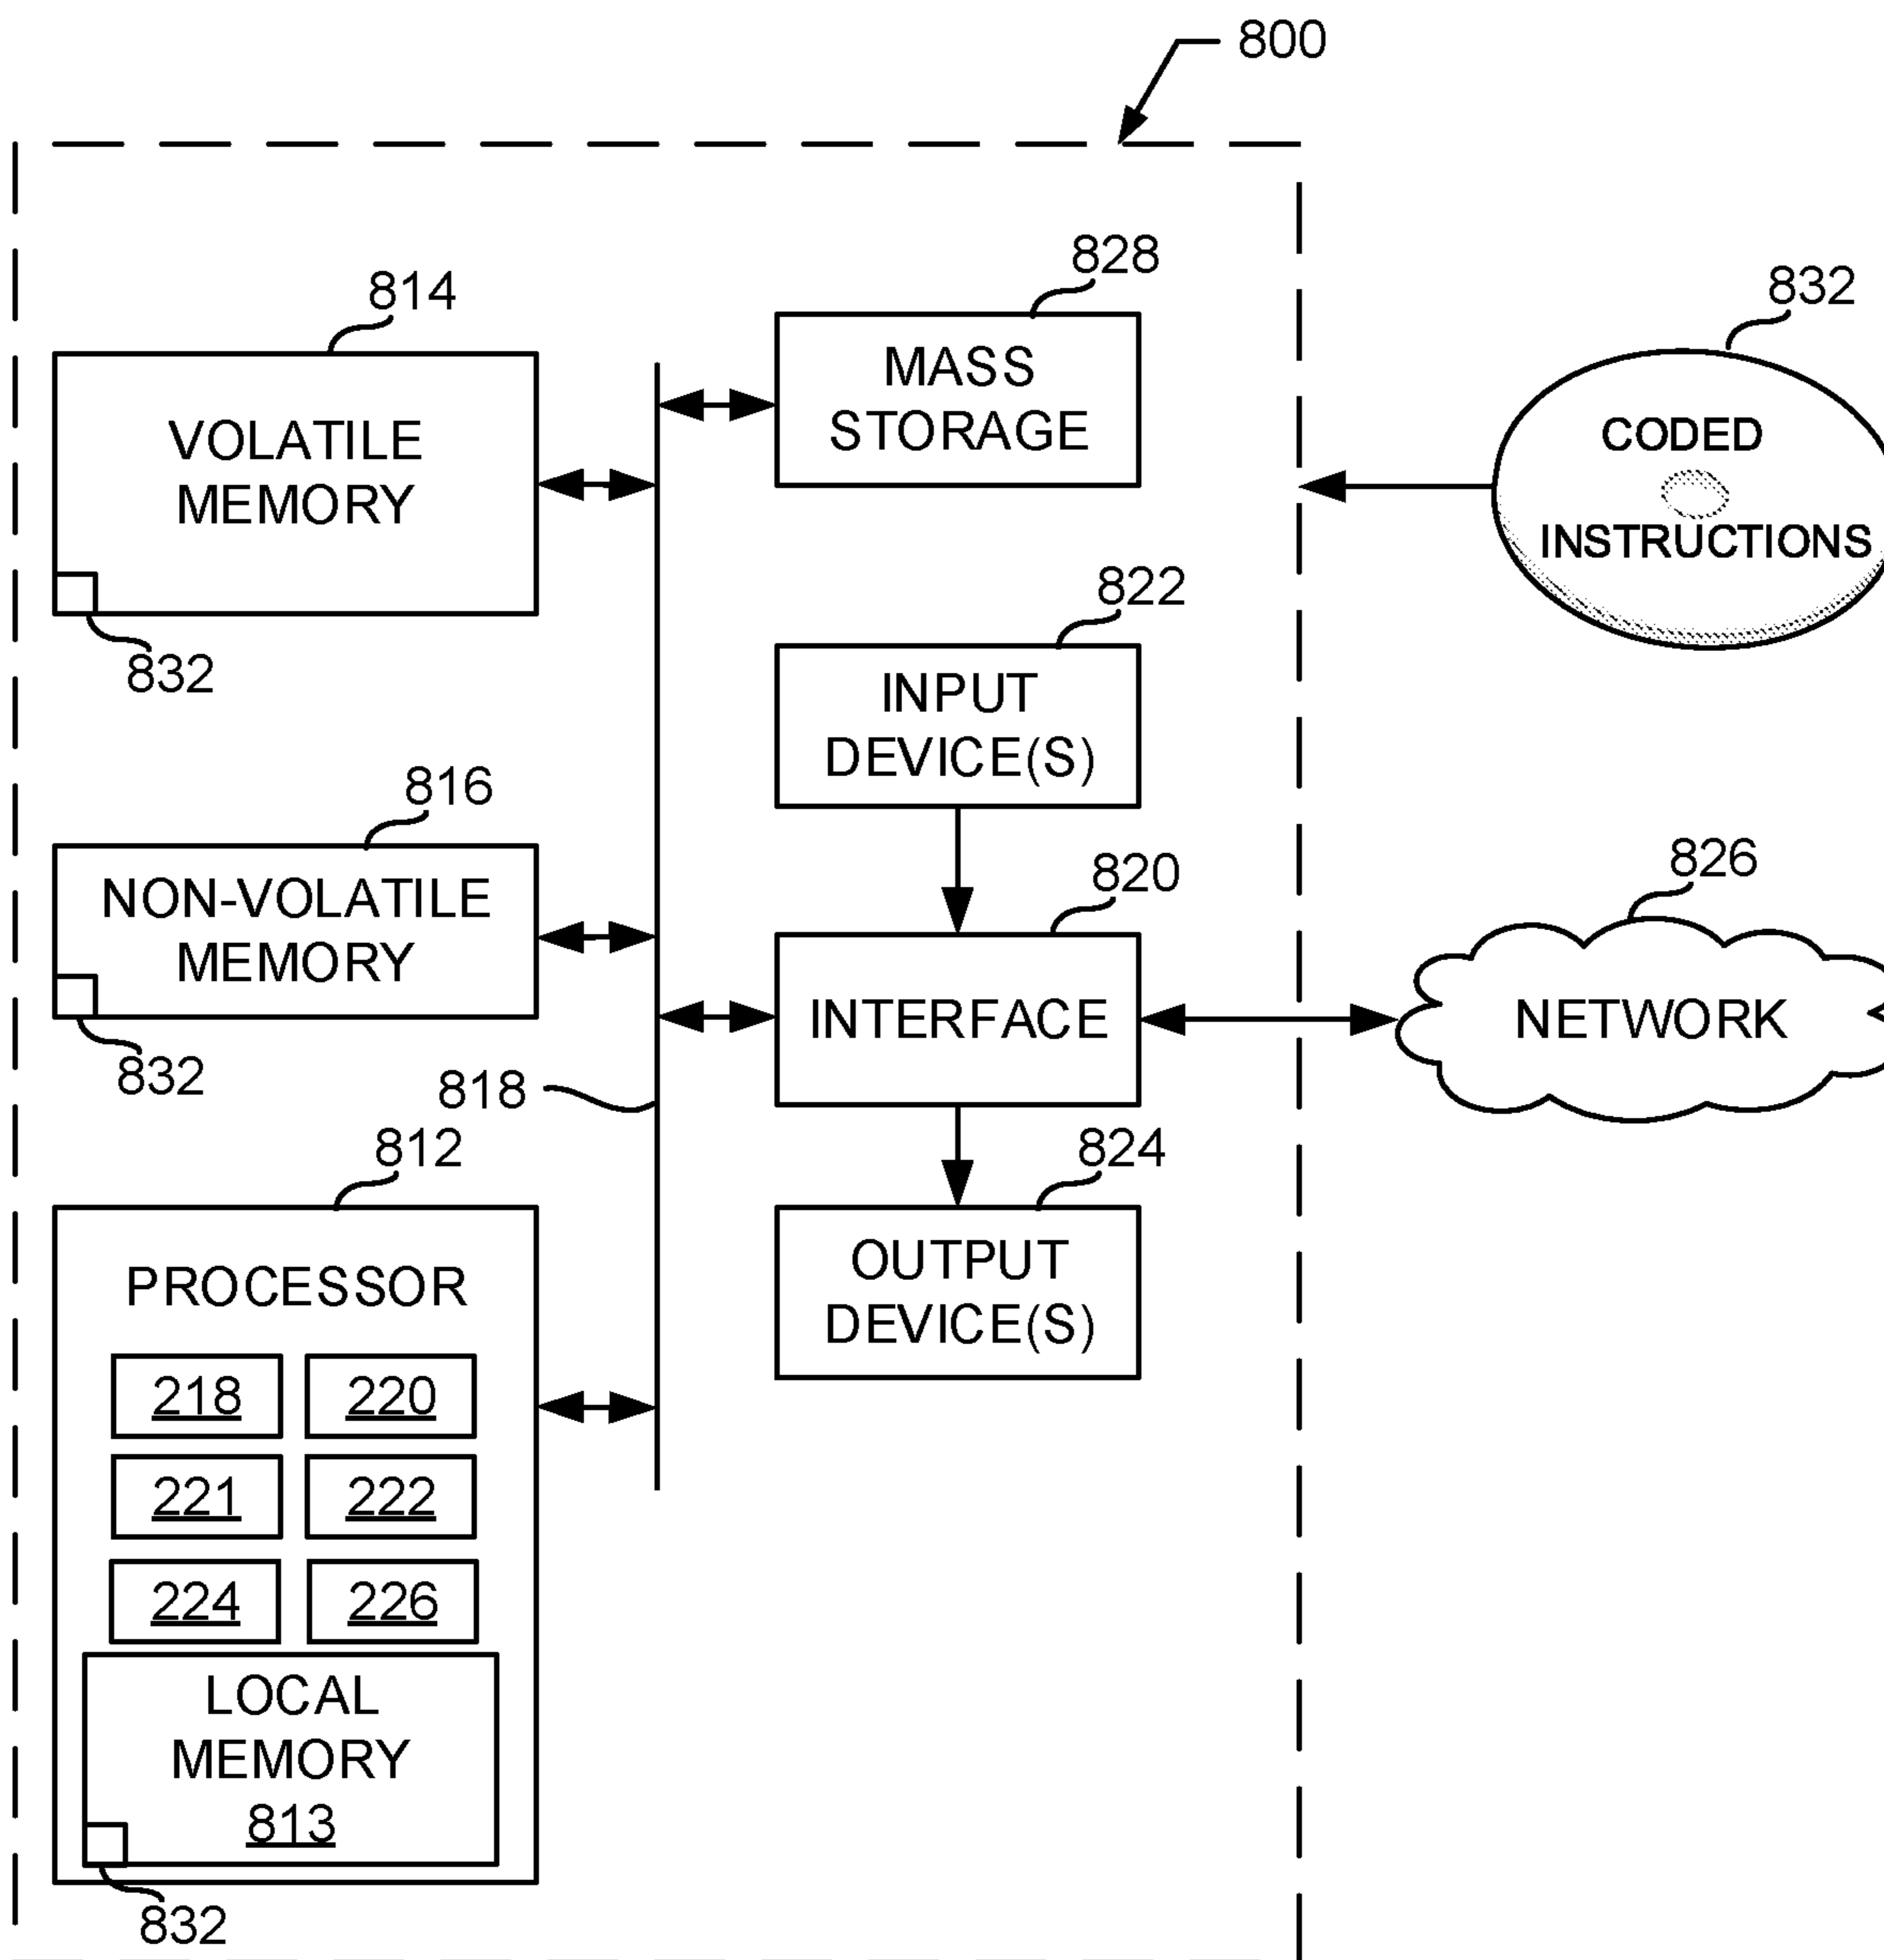 800
828
814
832
MASS
STORAGE
VOLATILE
MEMORY
CODED
INSTRUCTIONS
822
832
INPUT
DEVICE(S)
816
820
826
NON-VOLATILE
MEMORY
INTERFACE
NETWORK
832
818
812
824
PROCESSOR
OUTPUT
DEVICE(S)
218 220
221 222
224 226
LOCAL
MEMORY
813
832